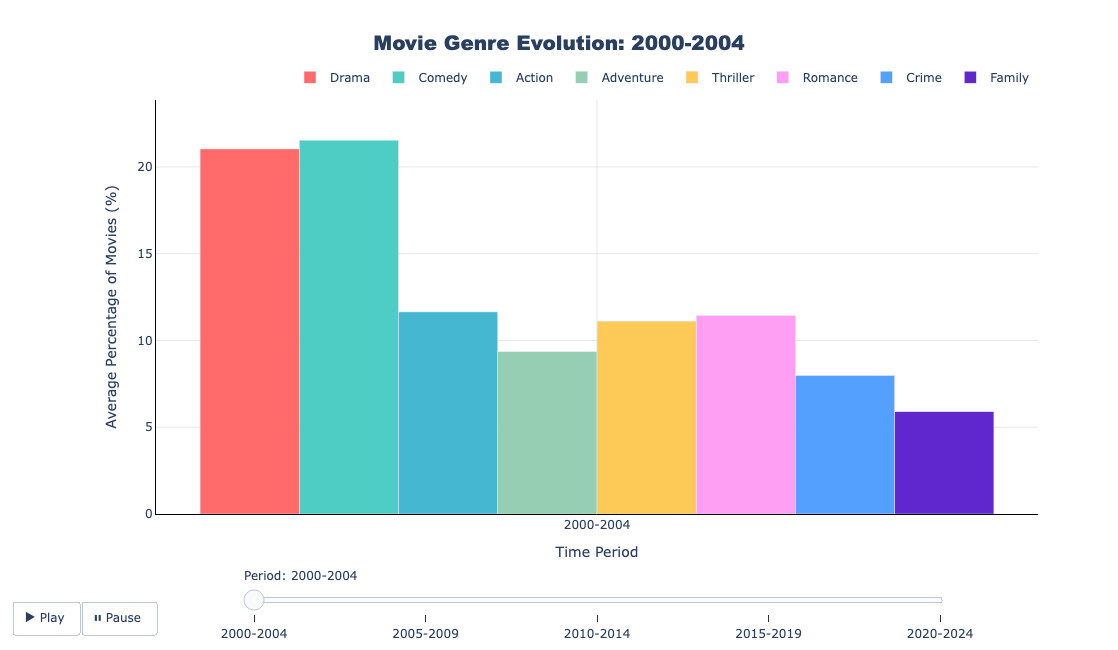 Movie Genre Evolution: 2000-2004
Drama Comedy Action Adventure Thriller Romance Crime Family
Average Percentage of Movies (%)
20
15
10
5
0
2000-2004
Time Period
Period: 2000-2004
Play Pause
2000-2004 2005-2009 2010-2014 2015-2019 2020-2024